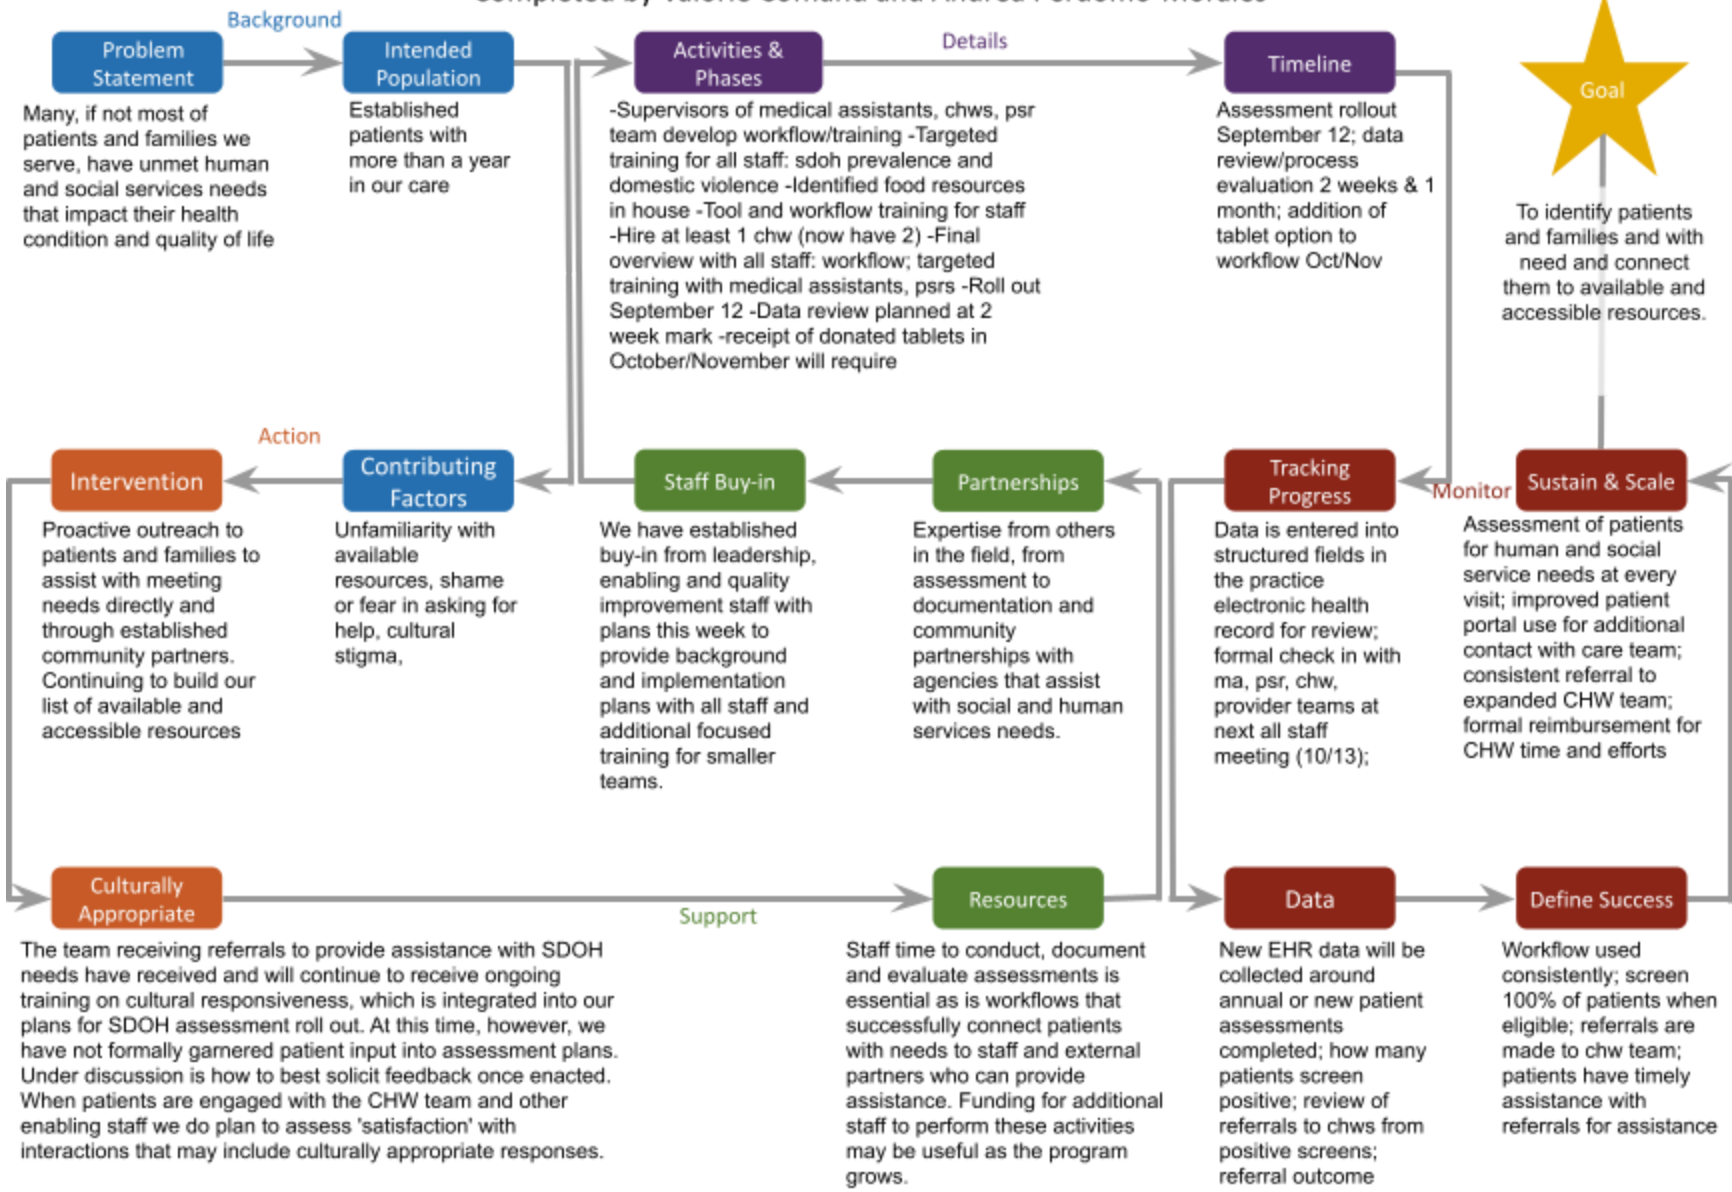 Completed by Valerie Comand and Andrea Perdomo-Morales
Background
Problem
Statement
Many, if not most of
patients and families we
serve, have unmet human
and social services needs
that impact their health
condition and quality of life
Intended
Population
Established
patients with
more than a year
in our care
Activities &
Phases
-Supervisors of medical assistants, chws, psr
team develop workflow/training -Targeted
training for all staff: sdoh prevalence and
domestic violence -Identified food resources
in house -Tool and workflow training for staff
-Hire at least 1 chw (now have 2) -Final
overview with all staff: workflow; targeted
training with medical assistants, psrs -Roll out
September 12 -Data review planned at 2
week mark -receipt of donated tablets in
October/November will require
Details
Timeline
Assessment rollout
September 12; data
review/process
evaluation 2 weeks & 1
month; addition of
tablet option to
workflow Oct/Nov
Goal
To identify patients
and families and with
need and connect
them to available and
accessible resources.
Action
Intervention
Proactive outreach to
patients and families to
assist with meeting
needs directly and
through established
community partners.
Continuing to build our
list of available and
accessible resources
Contributing
Factors
Unfamiliarity with
available
resources, shame
or fear in asking for
help, cultural
stigma,
Staff Buy-in
We have established
buy-in from leadership,
enabling and quality
improvement staff with
plans this week to
provide background
and implementation
plans with all staff and
additional focused
training for smaller
teams.
Partnerships
Expertise from others
in the field, from
assessment to
documentation and
community
partnerships with
agencies that assist
with social and human
services needs.
Tracking
Progress
Data is entered into
structured fields in
the practice
electronic health
record for review;
formal check in with
ma, psr, chw,
provider teams at
next all staff
meeting (10/13);
Monitor
Sustain & Scale
Assessment of patients
for human and social
service needs at every
visit; improved patient
portal use for additional
contact with care team;
consistent referral to
expanded CHW team;
formal reimbursement for
CHW time and efforts
Culturally
Appropriate
The team receiving referrals to provide assistance with SDOH
needs have received and will continue to receive ongoing
training on cultural responsiveness, which is integrated into our
plans for SDOH assessment roll out. At this time, however, we
have not formally garnered patient input into assessment plans.
Under discussion is how to best solicit feedback once enacted.
When patients are engaged with the CHW team and other
enabling staff we do plan to assess 'satisfaction' with
interactions that may include culturally appropriate responses.
Support
Resources
Staff time to conduct, document
and evaluate assessments is
essential as is workflows that
successfully connect patients
with needs to staff and external
partners who can provide
assistance. Funding for additional
staff to perform these activities
may be useful as the program
grows.
Data
New EHR data will be
collected around
annual or new patient
assessments
completed; how many
patients screen
positive; review of
referrals to chws from
positive screens;
referral outcome
Define Success
Workflow used
consistently; screen
100% of patients when
eligible; referrals are
made to chw team;
patients have timely
assistance with
referrals for assistance